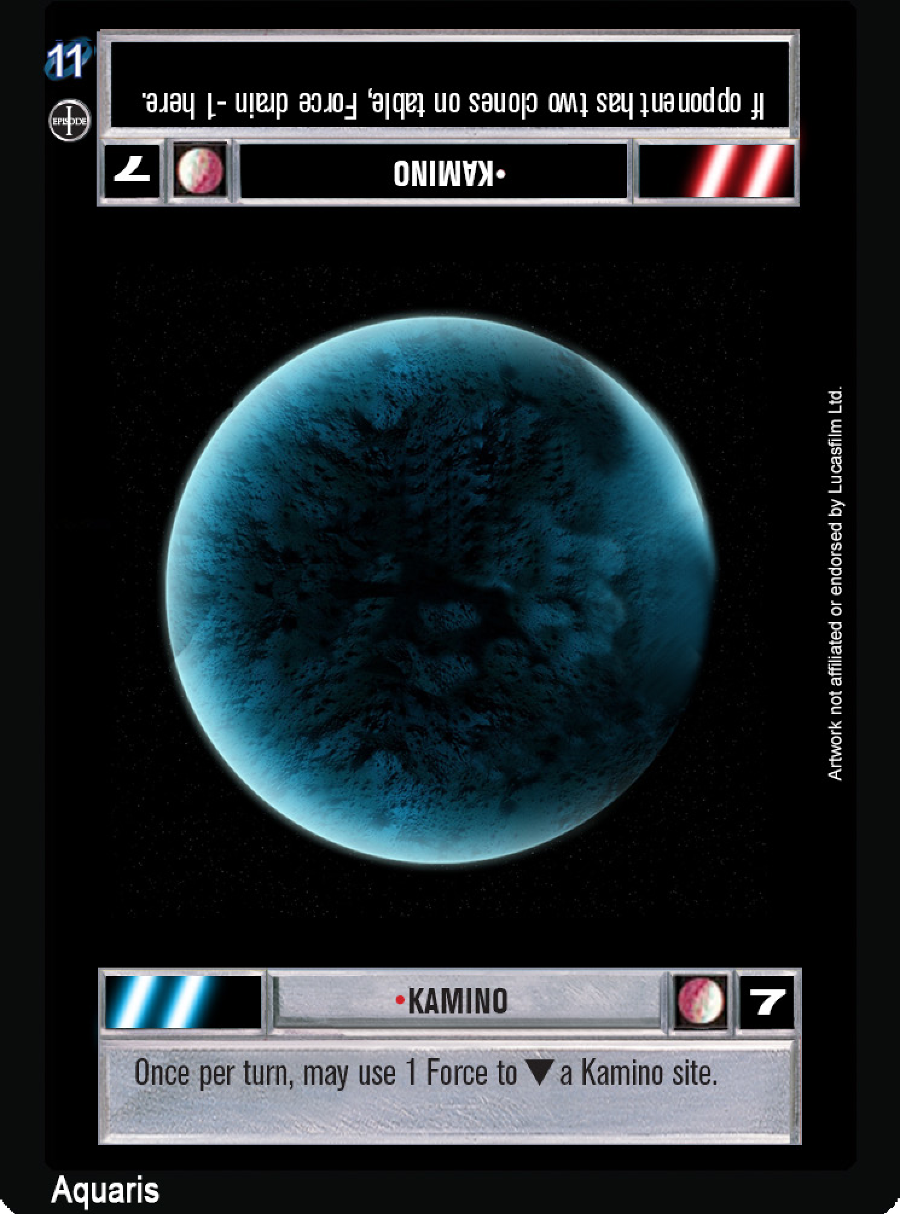 11
EPISODE I
If opponent has two clones on table, Force drain -1 here.
7
•KAMINO
Artwork not affiliated or endorsed by Lucasfilm Ltd.
•KAMINO
7
Once per turn, may use 1 Force to ▼ a Kamino site.
Aquaris